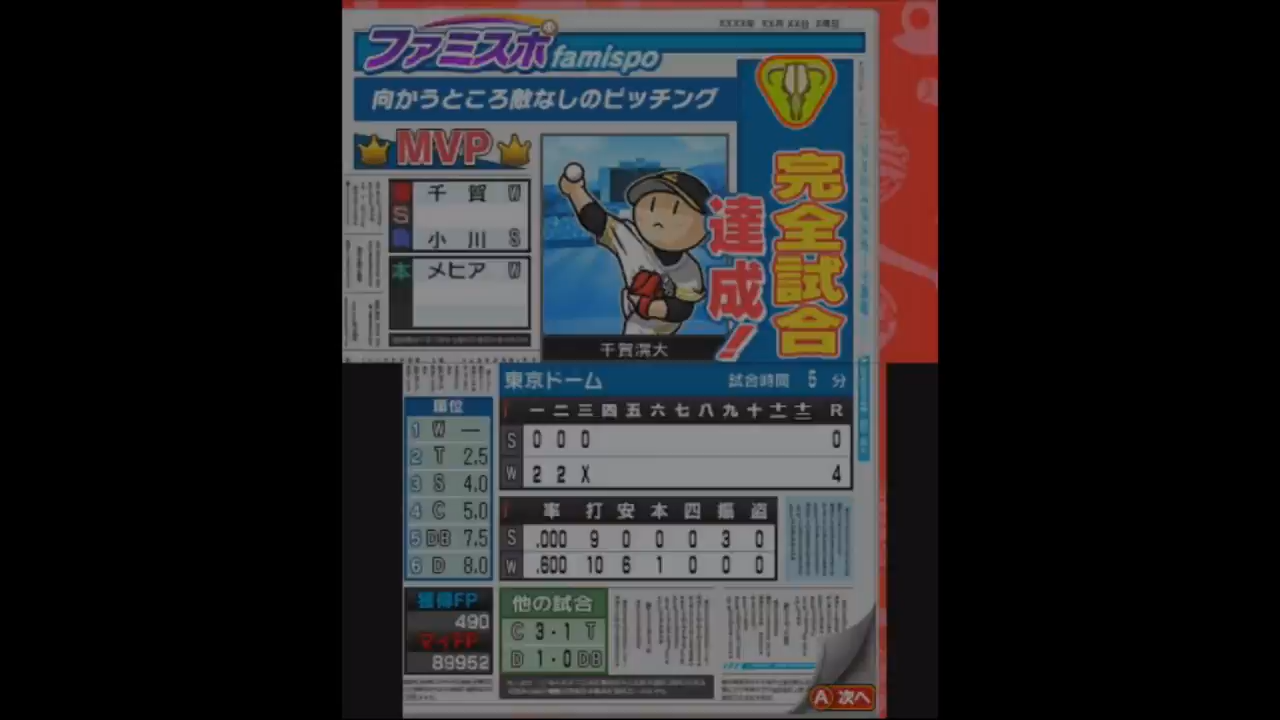 ファミスポ famispo
向かうところ敵なしのピッチング
MVP
完全試合
達成!
千賀 W
S
小川 S
本 メヒア W
千賀滉大
東京ドーム 試合時間 5 分
一 二 三 四 五 六 七 八 九 十 十一 十二 R
S 0 0 0 0
W 2 2 X 4
率 打 安 本 四 振 盗
S .000 9 0 0 0 3 0
W .600 10 6 1 0 0 0
順位
1 W —
2 T 2.5
3 S 4.0
4 C 5.0
5 DB 7.5
6 D 8.0
獲得FP
490
マイFP
89952
他の試合
C 3-1 T
D 1-0 DB
A 次へ